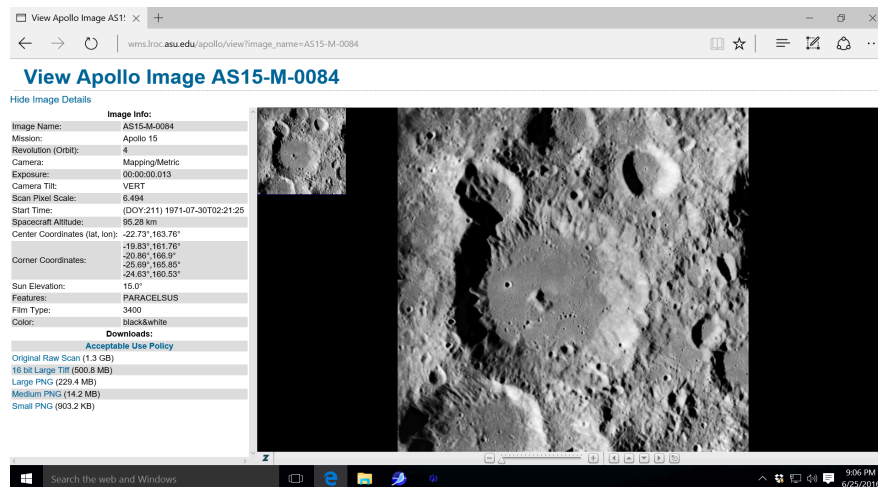 View Apollo Image AS1!
wms.lroc.asu.edu/apollo/view?image_name=AS15-M-0084
View Apollo Image AS15-M-0084
Hide Image Details
Image Info:
Image Name: AS15-M-0084
Mission: Apollo 15
Revolution (Orbit): 4
Camera: Mapping/Metric
Exposure: 00:00:00.013
Camera Tilt: VERT
Scan Pixel Scale: 6.494
Start Time: (DOY:211) 1971-07-30T02:21:25
Spacecraft Altitude: 95.28 km
Center Coordinates (lat, lon): -22.73°,163.76°
Corner Coordinates: -19.83°,161.76°
-20.86°,166.9°
-25.69°,165.85°
-24.63°,160.53°
Sun Elevation: 15.0°
Features: PARACELSUS
Film Type: 3400
Color: black&white
Downloads:
Acceptable Use Policy
Original Raw Scan (1.3 GB)
16 bit Large Tiff (500.8 MB)
Large PNG (229.4 MB)
Medium PNG (14.2 MB)
Small PNG (903.2 KB)
Z
Search the web and Windows
9:06 PM
6/25/2016